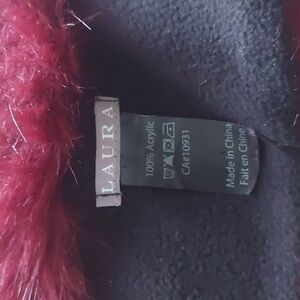 LAURA
100% Acrylic
CA#10931
Made in China
Fait en Chine